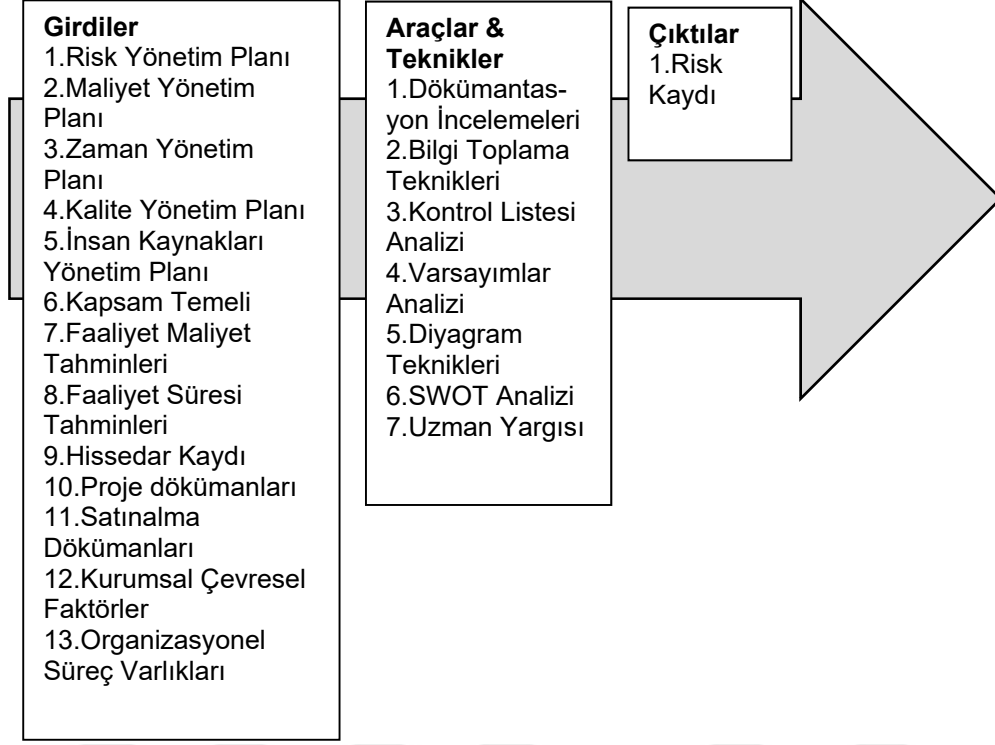 Girdiler
1.Risk Yönetim Planı
2.Maliyet Yönetim
Planı
3.Zaman Yönetim
Planı
4.Kalite Yönetim Planı
5.İnsan Kaynakları
Yönetim Planı
6.Kapsam Temeli
7.Faaliyet Maliyet
Tahminleri
8.Faaliyet Süresi
Tahminleri
9.Hissedar Kaydı
10.Proje dökümanları
11.Satınalma
Dökümanları
12.Kurumsal Çevresel
Faktörler
13.Organizasyonel
Süreç Varlıkları
Araçlar &
Teknikler
1.Dökümantas-
yon İncelemeleri
2.Bilgi Toplama
Teknikleri
3.Kontrol Listesi
Analizi
4.Varsayımlar
Analizi
5.Diyagram
Teknikleri
6.SWOT Analizi
7.Uzman Yargısı
Çıktılar
1.Risk
Kaydı